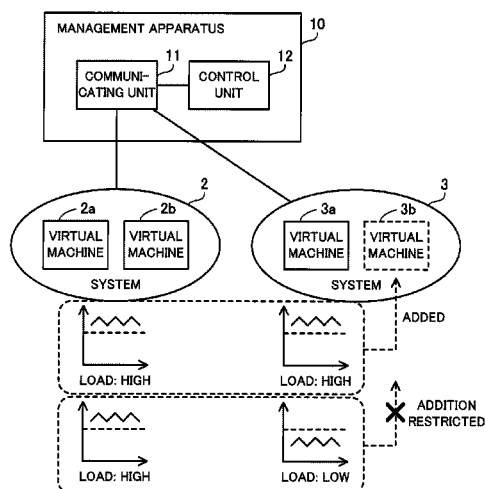 MANAGEMENT APPARATUS
10
11
12
COMMUNI-
CATING UNIT
CONTROL
UNIT
2
3
2a
2b
3a
3b
VIRTUAL
MACHINE
VIRTUAL
MACHINE
VIRTUAL
MACHINE
VIRTUAL
MACHINE
SYSTEM
SYSTEM
ADDED
LOAD: HIGH
LOAD: HIGH
ADDITION
RESTRICTED
LOAD: HIGH
LOAD: LOW